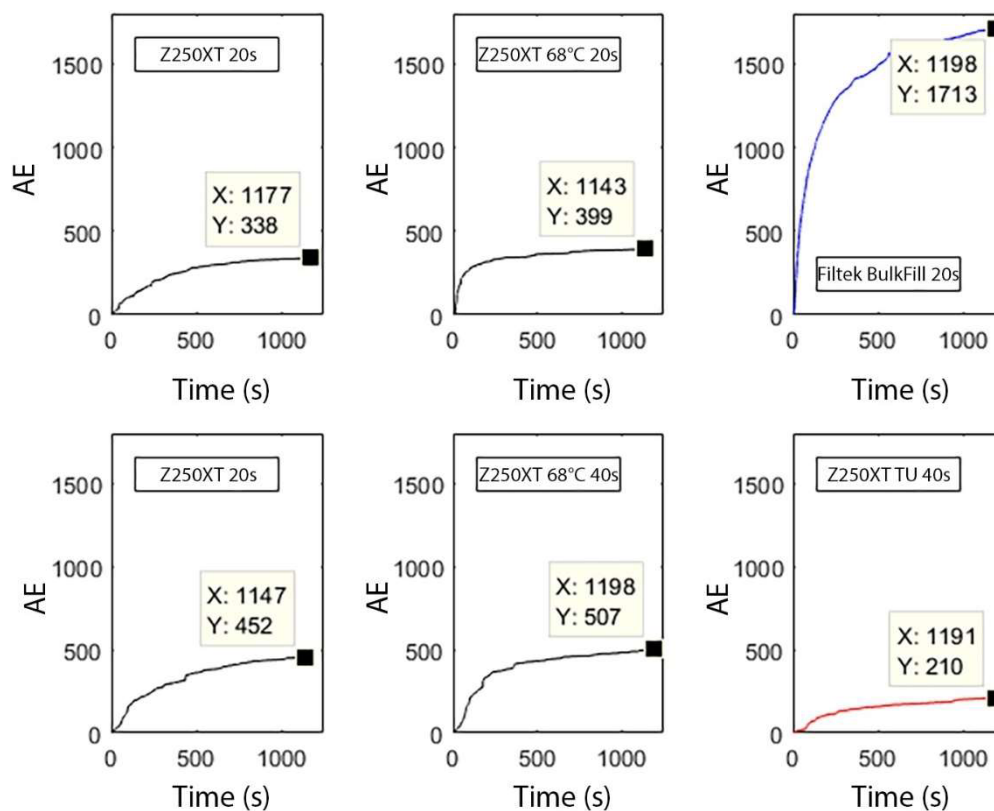 Z250XT 20s
AE
1500
1000
500
0
X: 1177
Y: 338
0 500 1000
Time (s)
Z250XT 68°C 20s
AE
1500
1000
500
0
X: 1143
Y: 399
0 500 1000
Time (s)
AE
1500
1000
500
0
X: 1198
Y: 1713
Filtek BulkFill 20s
0 500 1000
Time (s)
Z250XT 20s
AE
1500
1000
500
0
X: 1147
Y: 452
0 500 1000
Time (s)
Z250XT 68°C 40s
AE
1500
1000
500
0
X: 1198
Y: 507
0 500 1000
Time (s)
Z250XT TU 40s
AE
1500
1000
500
0
X: 1191
Y: 210
0 500 1000
Time (s)